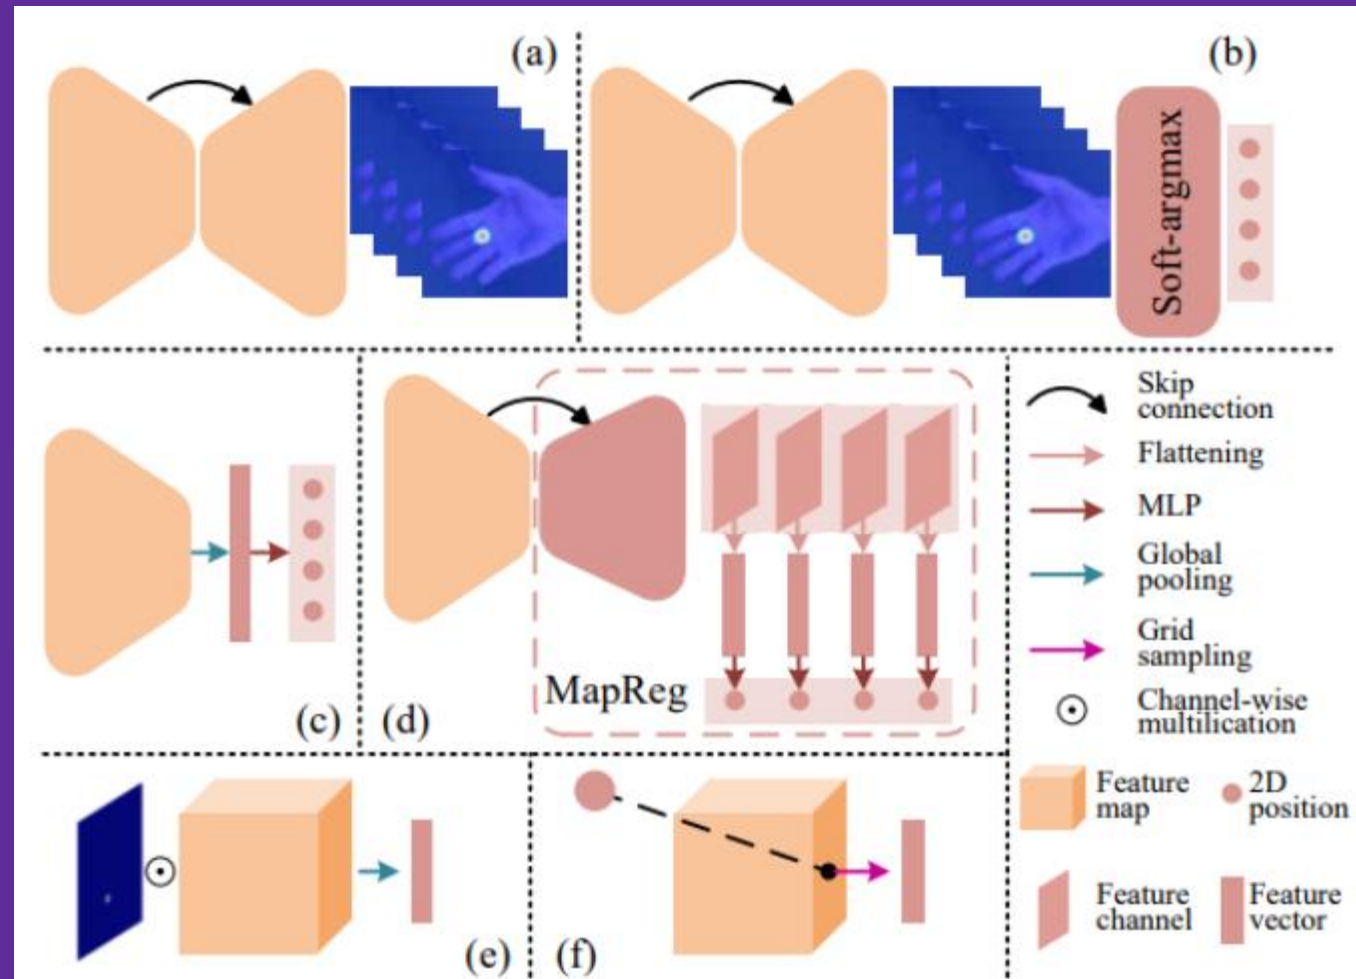 (a)
(b)
Soft-argmax
(c)
(d)
MapReg
Skip
connection
Flattening
MLP
Global
pooling
Grid
sampling
Channel-wise
multilication
(e)
(f)
Feature
map
2D
position
Feature
channel
Feature
vector